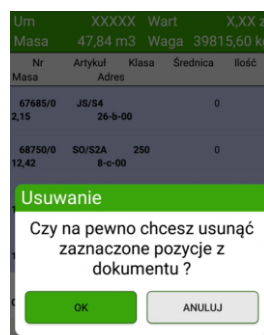 Um XXXXX Wart X,XX z
Masa 47,84 m3 Waga 39815,60 k
Nr Artykuł Klasa Średnica Ilość
Masa Adres
67685/0 JS/S4 0
2,15 26-b-00
68750/0 SO/S2A 250 0
12,42 8-c-00
Usuwanie
Czy na pewno chcesz usunąć
zaznaczone pozycje z
dokumentu ?
OK ANULUJ